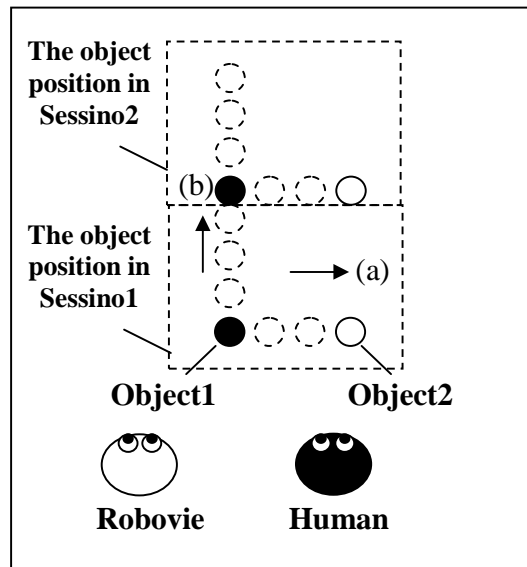 The object
position in
Sessino2
(b)
The object
position in
Sessino1
(a)
Object1 Object2
Robovie Human